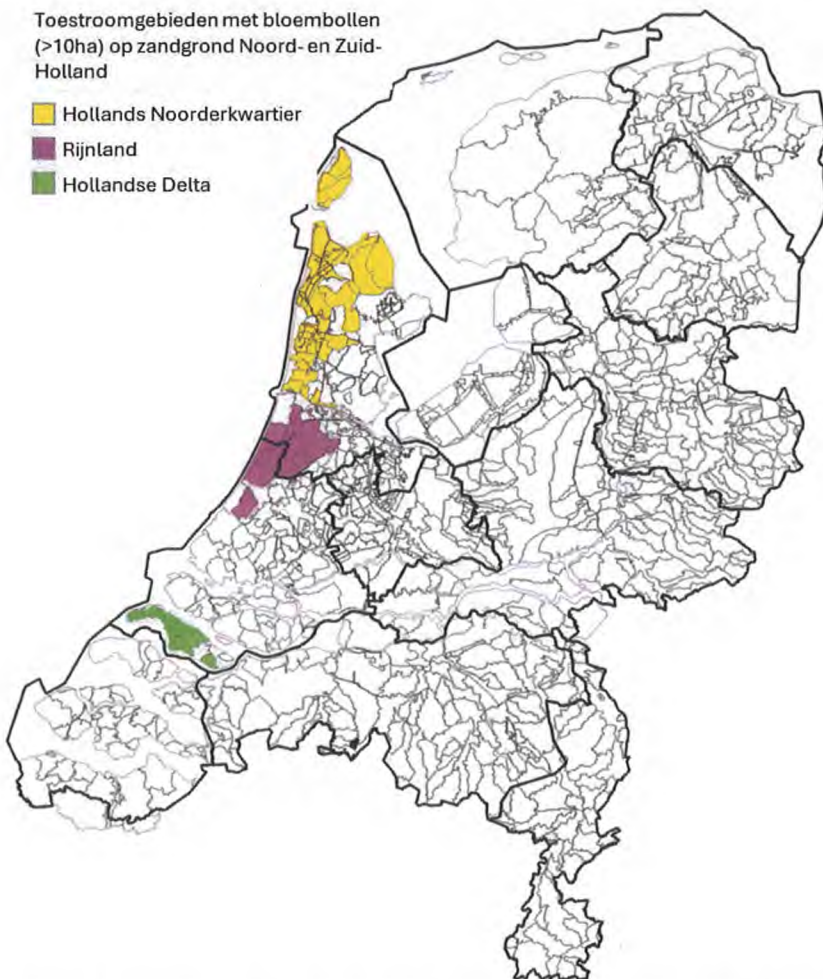 Toestroomgebieden met bloembollen
(>10ha) op zandgrond Noord- en Zuid-
Holland
Hollands Noorderkwartier
Rijnland
Hollandse Delta